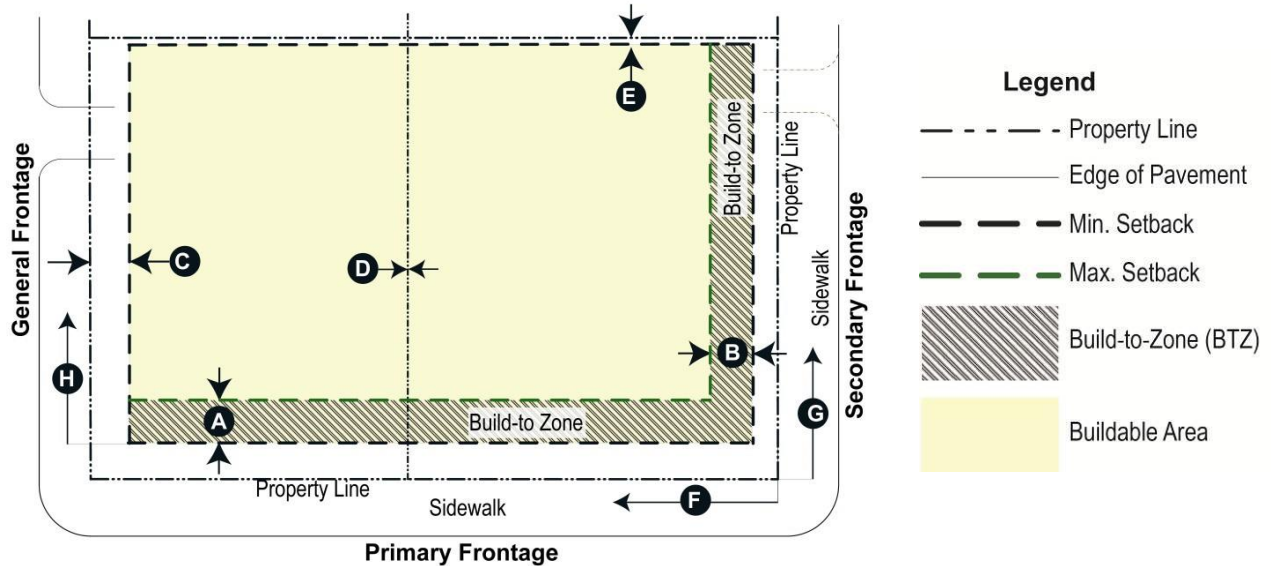 E
Build-to Zone
Property Line
General Frontage
C
D
Sidewalk
Secondary Frontage
B
H
A
Build-to Zone
G
Property Line
F
Sidewalk
Primary Frontage
Legend
Property Line
Edge of Pavement
Min. Setback
Max. Setback
Build-to-Zone (BTZ)
Buildable Area